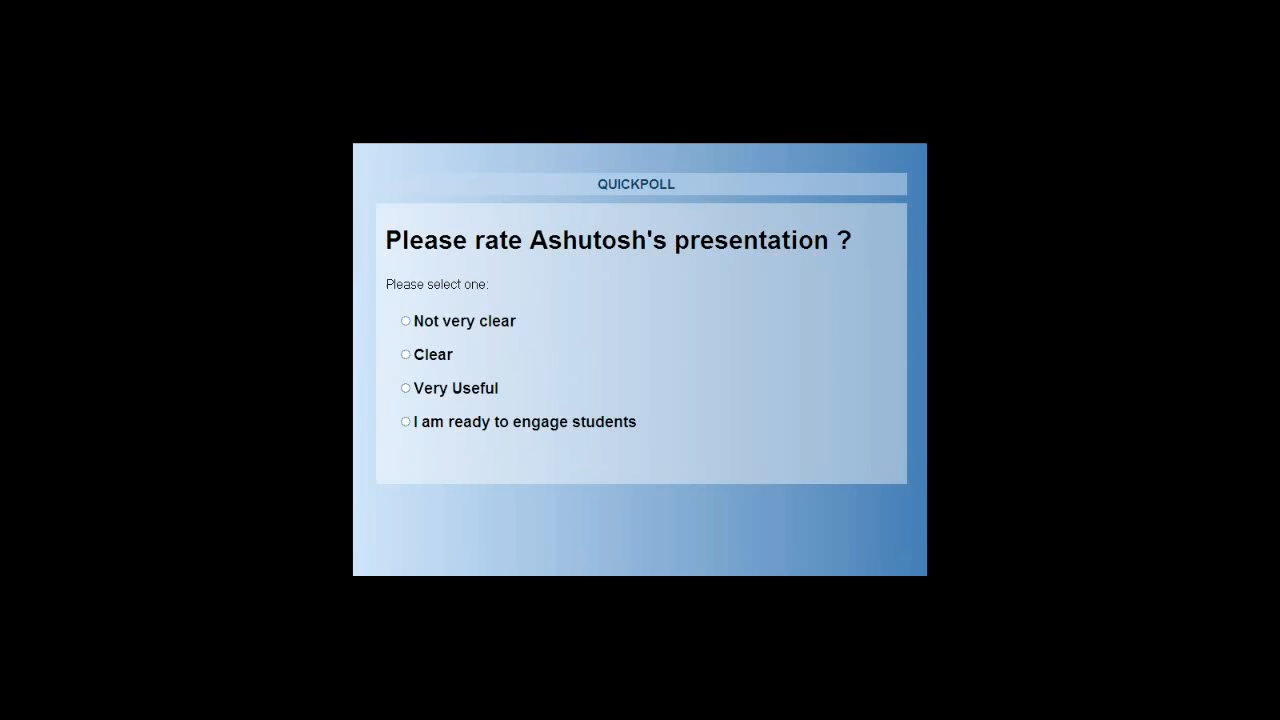 QUICKPOLL
Please rate Ashutosh's presentation ?
Please select one:
Not very clear
Clear
Very Useful
I am ready to engage students